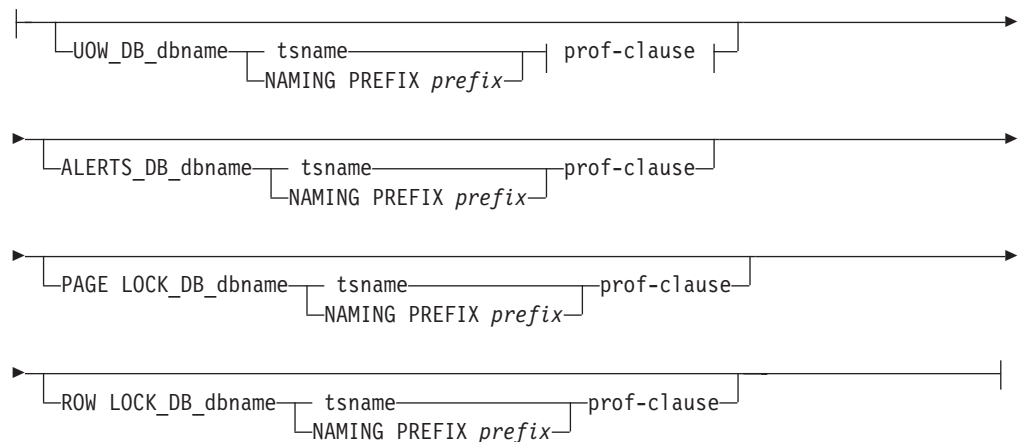 UOW_DB_dbname tsname prof-clause
NAMING PREFIX prefix
ALERTS_DB_dbname tsname prof-clause
NAMING PREFIX prefix
PAGE LOCK_DB_dbname tsname prof-clause
NAMING PREFIX prefix
ROW LOCK_DB_dbname tsname prof-clause
NAMING PREFIX prefix